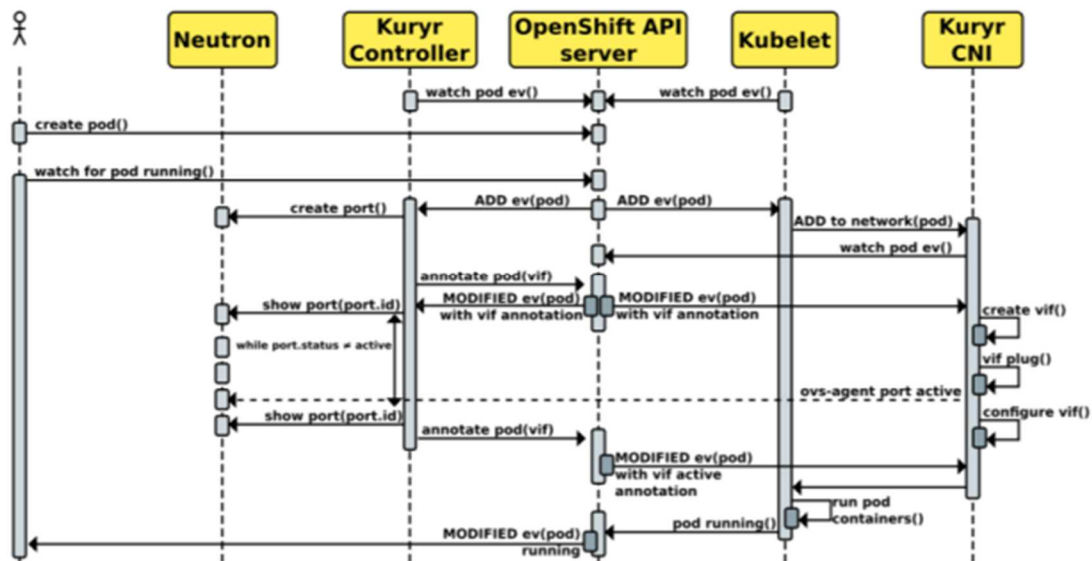 Neutron
Kuryr
Controller
OpenShift API
server
Kubelet
Kuryr
CNI
watch pod ev()
watch pod ev()
create pod()
watch for pod running()
ADD ev(pod)
ADD ev(pod)
create port()
ADD to network(pod)
watch pod ev()
annotate pod(vif)
MODIFIED ev(pod)
with vif annotation
MODIFIED ev(pod)
with vif annotation
show port(port.id)
create vif()
while port.status ≠ active
vif plug()
ovs-agent port active
show port(port.id)
configure vif()
annotate pod(vif)
MODIFIED ev(pod)
with vif active
annotation
run pod
containers()
pod running()
MODIFIED ev(pod)
running